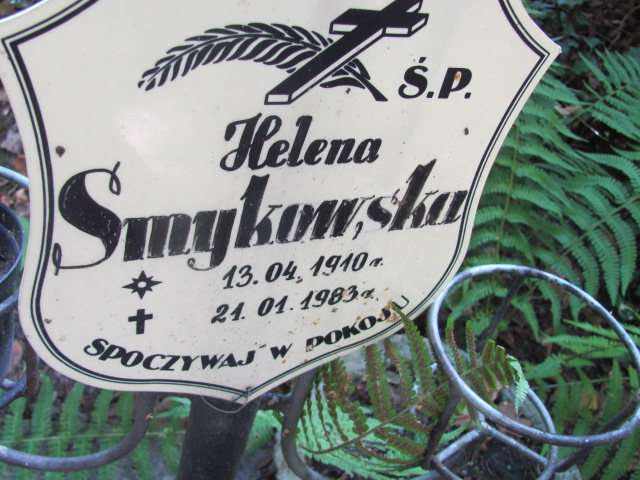 Ś.P.
Helena
Smykowska
13.04.1910 r.
21.01.1983 r.
SPOCZYWAJ W POKOJU